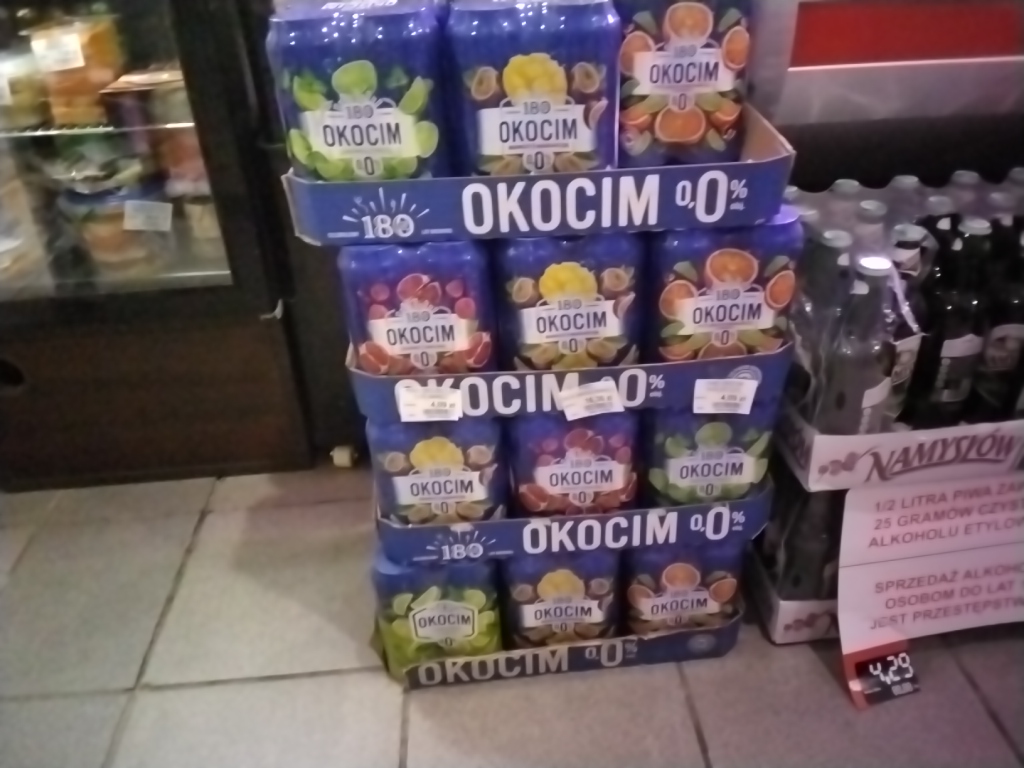 180
OKOCIM
0
180
OKOCIM
0
180
OKOCIM
0
180
OKOCIM 0,0%
180
OKOCIM
0
180
OKOCIM
0
180
OKOCIM
0
OKOCIM 0,0%
180
OKOCIM
0
180
OKOCIM
0
180
OKOCIM
0
180
OKOCIM 0,0%
OKOCIM
0
180
OKOCIM
0
180
OKOCIM
0
OKOCIM 0,0%
NAMYSŁÓW
1/2 LITRA PIWA ZA
25 GRAMÓW CZYST
ALKOHOLU ETYLO
SPRZEDAŻ ALKOHO
OSOBOM DO LAT
JEST PRZESTĘPSTW
4,29